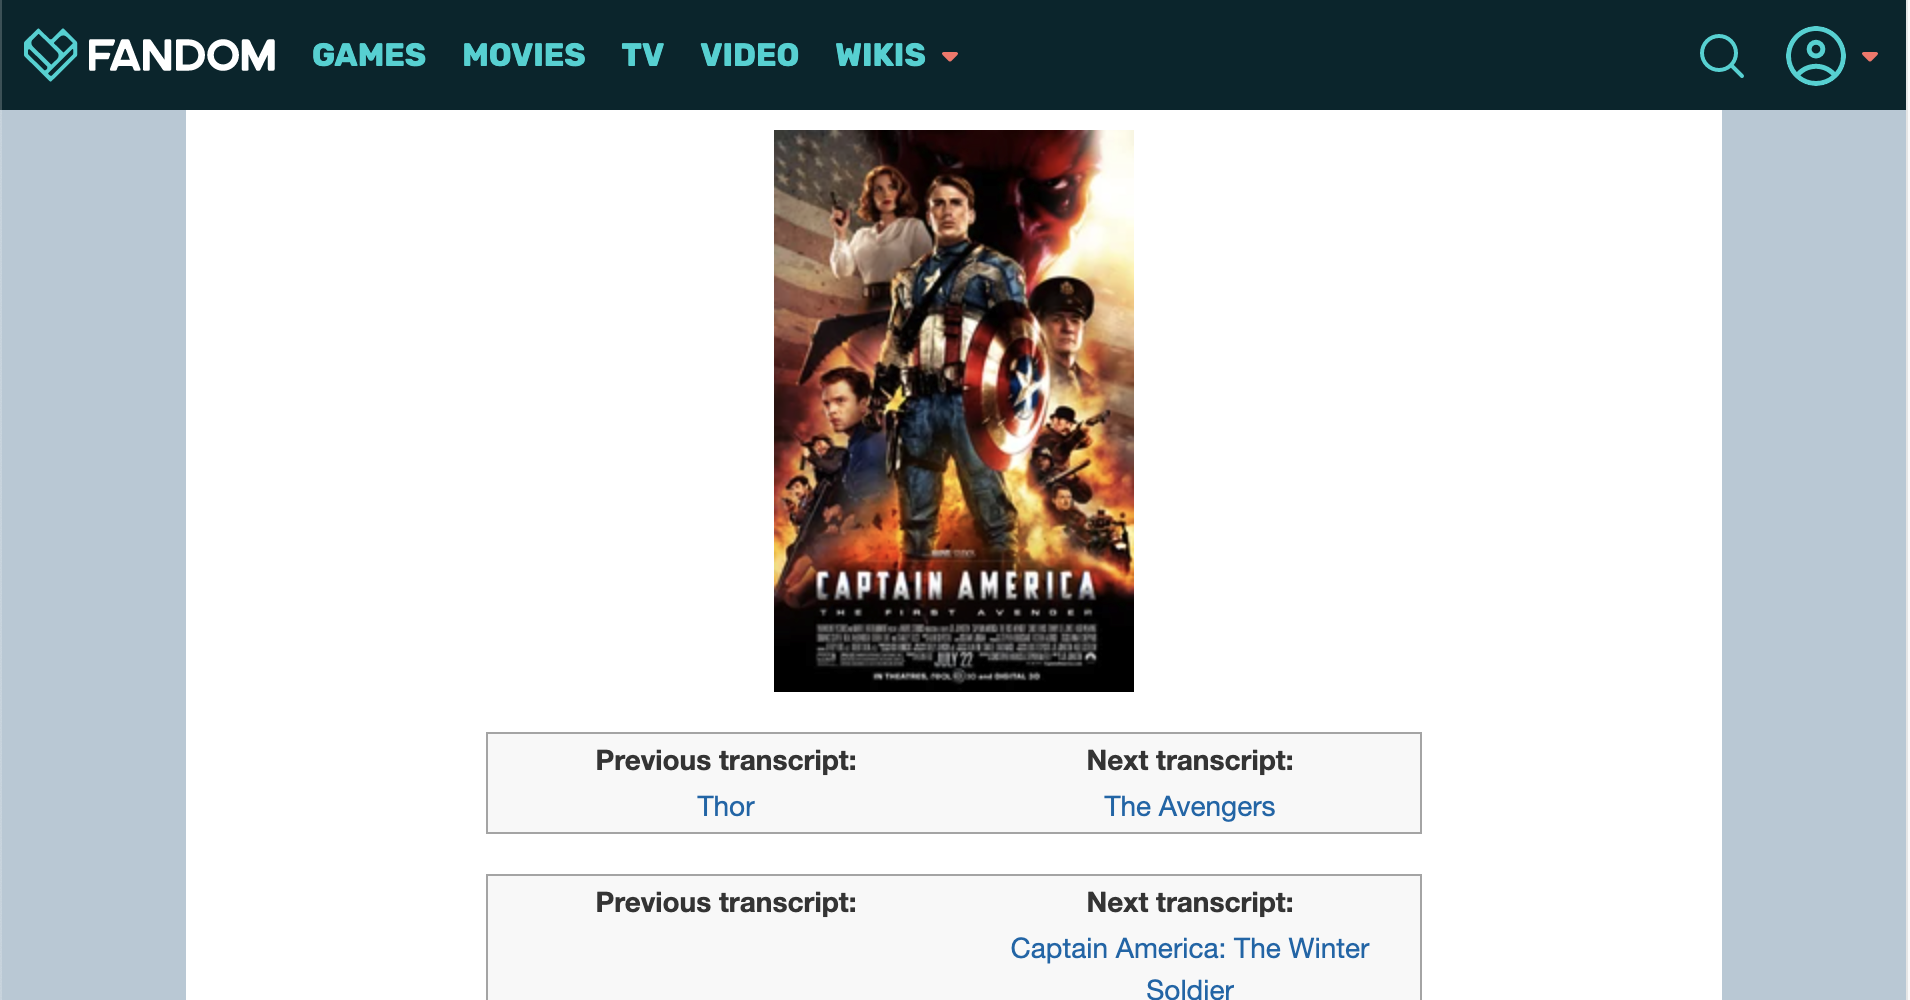 FANDOM GAMES MOVIES TV VIDEO WIKIS
CAPTAIN AMERICA
THE FIRST AVENGER
JULY 22
IN THEATRES, REAL D 3D and DIGITAL 3D
Previous transcript: Next transcript:
Thor The Avengers
Previous transcript: Next transcript:
Captain America: The Winter
Soldier